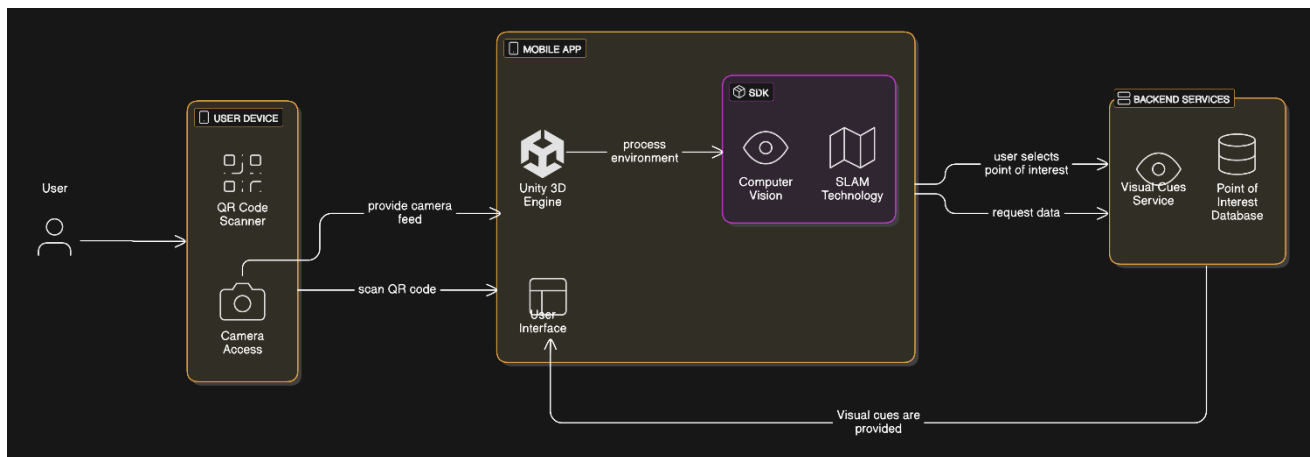 User
USER DEVICE
QR Code
Scanner
Camera
Access
provide camera
feed
scan QR code
MOBILE APP
Unity 3D
Engine
process
environment
User
Interface
SDK
Computer
Vision
SLAM
Technology
user selects
point of interest
request data
BACKEND SERVICES
Visual Cues
Service
Point of
Interest
Database
Visual cues are
provided